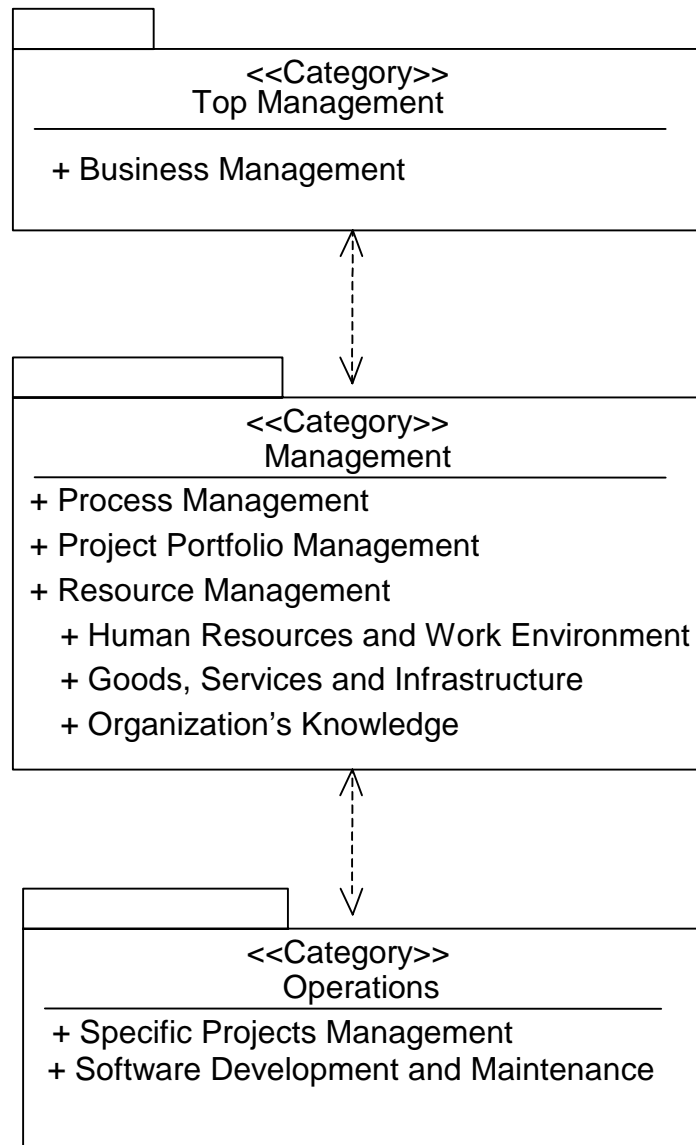 <<Category>>
Top Management
+ Business Management
<<Category>>
Management
+ Process Management
+ Project Portfolio Management
+ Resource Management
+ Human Resources and Work Environment
+ Goods, Services and Infrastructure
+ Organization’s Knowledge
<<Category>>
Operations
+ Specific Projects Management
+ Software Development and Maintenance